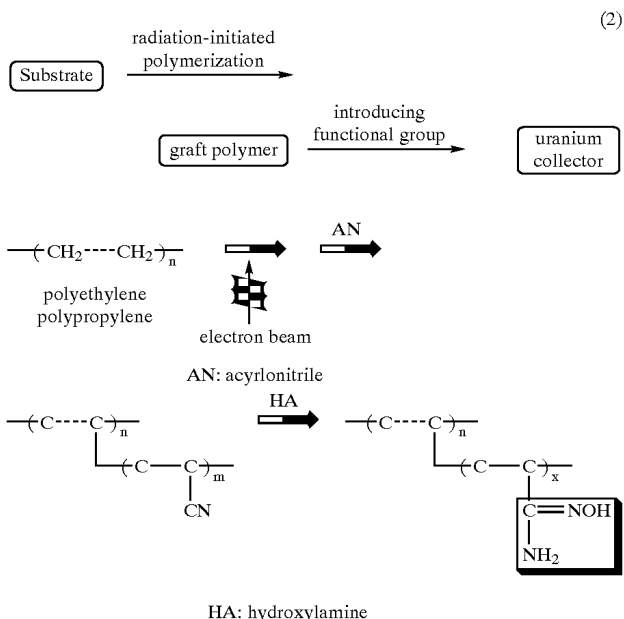 (2)
radiation-initiated
polymerization
Substrate
introducing
functional group
graft polymer
uranium
collector
AN
—(CH₂----CH₂)ₙ—
polyethylene
polypropylene
electron beam
AN: acyrlonitrile
HA
—(C----C)ₙ— —(C----C)ₙ—
—(C—C)ₘ— —(C—C)ₓ—
CN
C=NOH
NH₂
HA: hydroxylamine